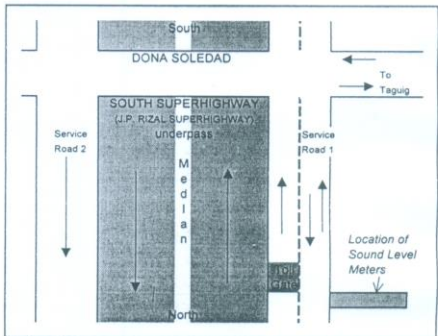 South
DONA SOLEDAD
To
Taguig
SOUTH SUPERHIGHWAY
(J.P. RIZAL SUPERHIGHWAY)
underpass
Service
Road 2
Service
Road 1
Median
Toll
Gate
Location of
Sound Level
Meters
North